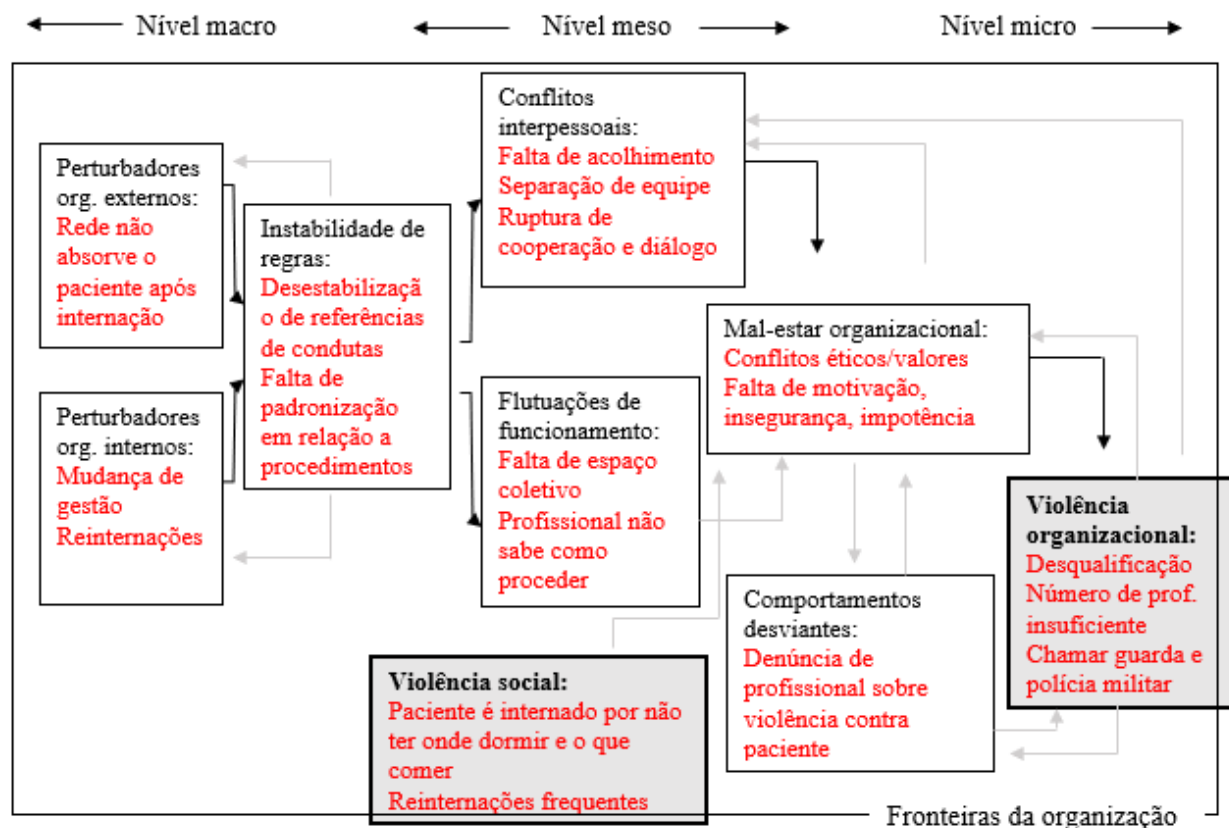 Nível macro
Nível meso
Nível micro
Perturbadores
org. externos:
Rede não
absorve o
paciente após
internação
Perturbadores
org. internos:
Mudança de
gestão
Reinternações
Instabilidade de
regras:
Desestabilizaçã
o de referências
de condutas
Falta de
padronização
em relação a
procedimentos
Conflitos
interpessoais:
Falta de acolhimento
Separação de equipe
Ruptura de
cooperação e diálogo
Flutuações de
funcionamento:
Falta de espaço
coletivo
Profissional não
sabe como
proceder
Mal-estar organizacional:
Conflitos éticos/valores
Falta de motivação,
insegurança, impotência
Violência social:
Paciente é internado por não
ter onde dormir e o que
comer
Reinternações frequentes
Comportamentos
desviantes:
Denúncia de
profissional sobre
violência contra
paciente
Violência
organizacional:
Desqualificação
Número de prof.
insuficiente
Chamar guarda e
polícia militar
Fronteiras da organização